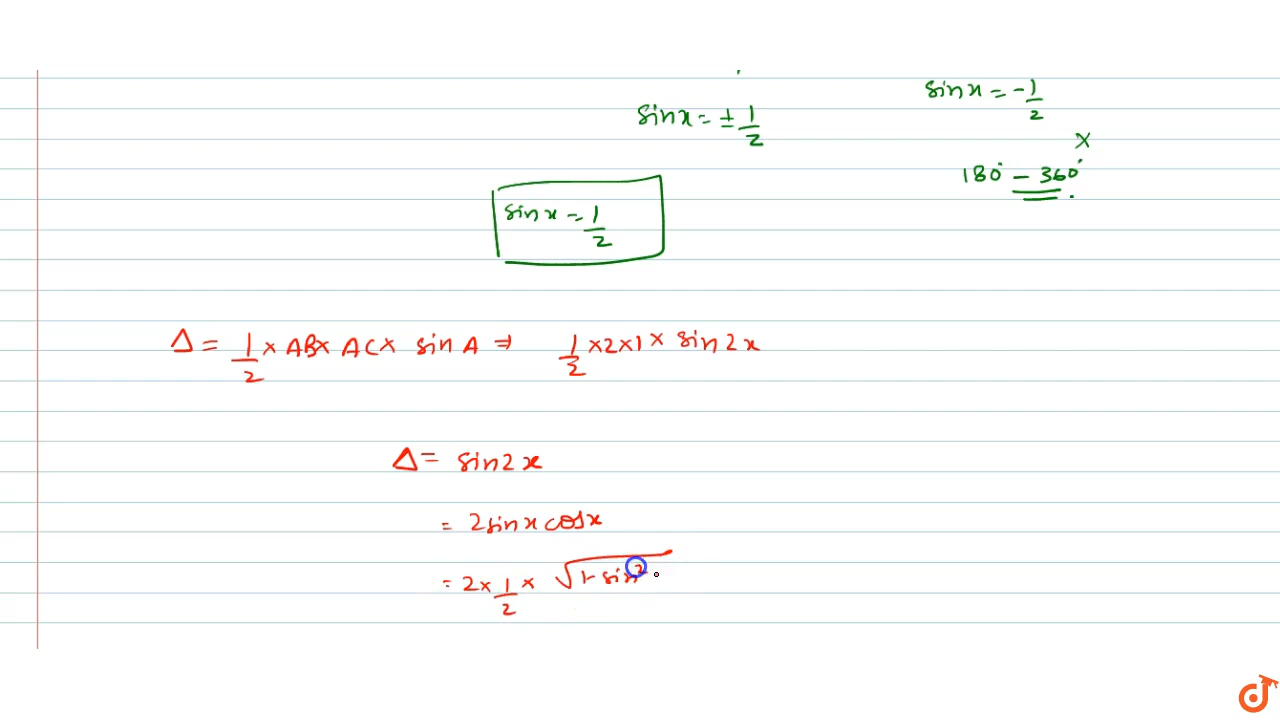 sin x = -1/2
sin x = ± 1/2
×
180° - 360°.
sin x = 1/2
Δ = 1/2 × AB × AC × sin A ⇒ 1/2 × 2 × 1 × sin 2x
Δ = sin 2x
= 2 sin x cos x
= 2 × 1/2 × √(1 - sin²